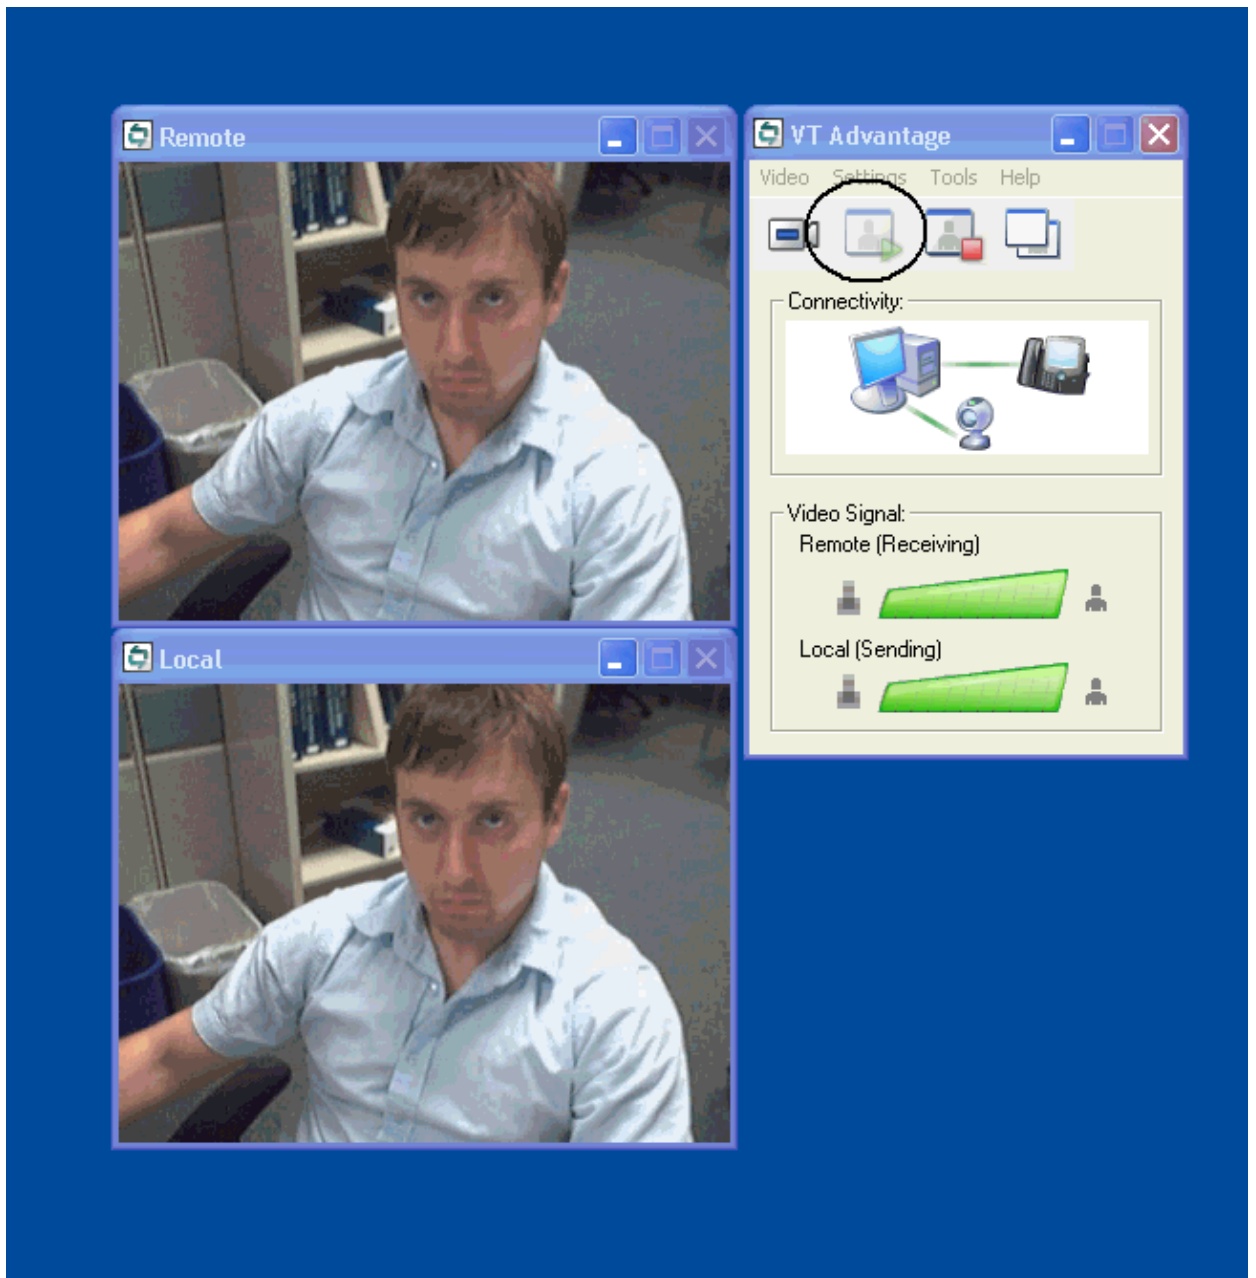 Remote
VT Advantage
Video Settings Tools Help
Connectivity:
Video Signal:
Remote (Receiving)
Local (Sending)
Local